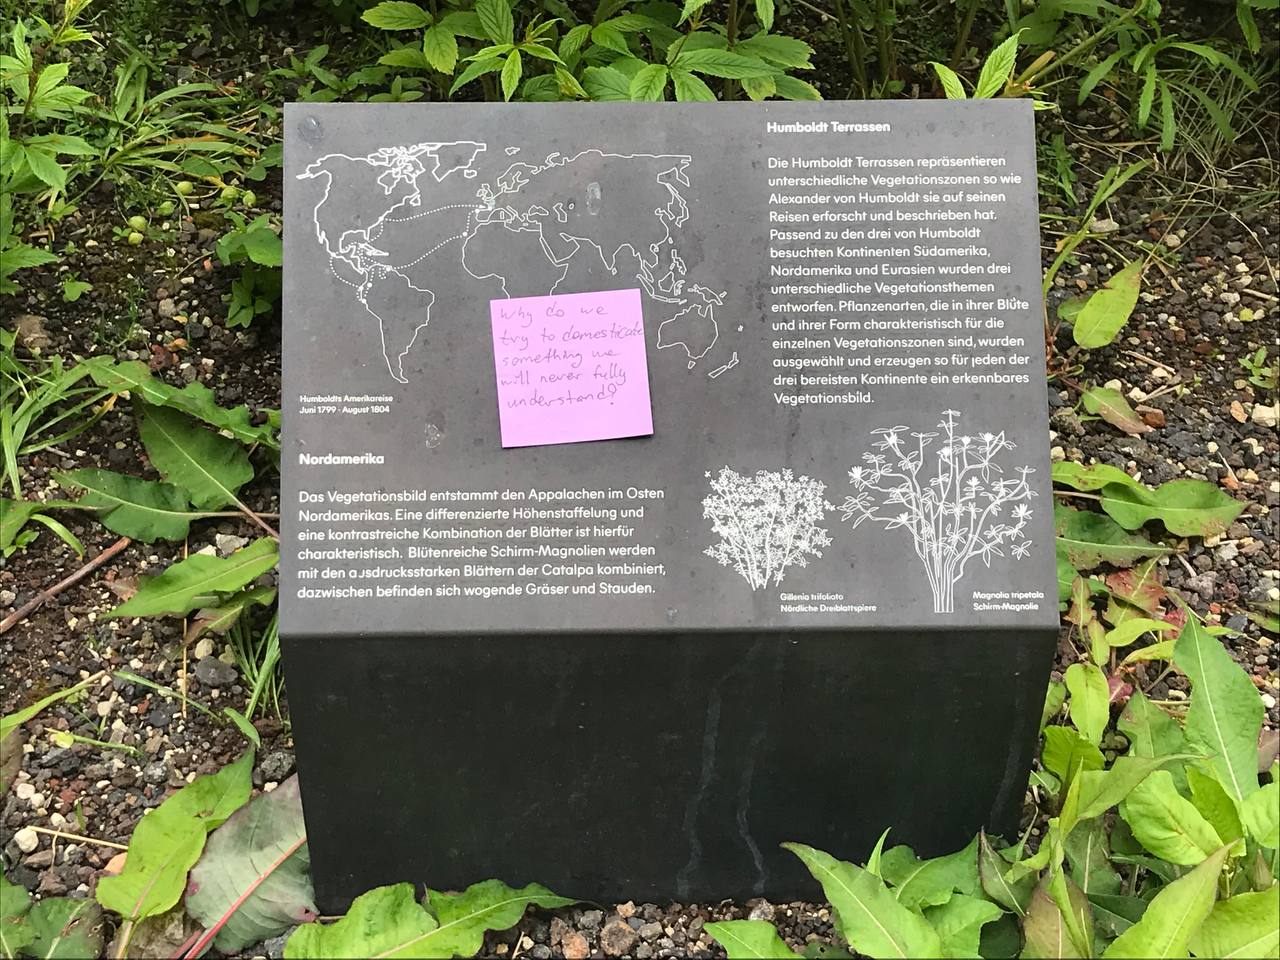 Humboldt Terrassen
Die Humboldt Terrassen repräsentieren
unterschiedliche Vegetationszonen so wie
Alexander von Humboldt sie auf seinen
Reisen erforscht und beschrieben hat.
Passend zu den drei von Humboldt
besuchten Kontinenten Südamerika,
Nordamerika und Eurasien wurden drei
unterschiedliche Vegetationsthemen
entworfen. Pflanzenarten, die in ihrer Blüte
und ihrer Form charakteristisch für die
einzelnen Vegetationszonen sind, wurden
ausgewählt und erzeugen so für jeden der
drei bereisten Kontinente ein erkennbares
Vegetationsbild.
why do we
try to domesticate
something we
will never fully
understand?
Humboldts Amerikareise
Juni 1799 - August 1804
Nordamerika
Das Vegetationsbild entstammt den Appalachen im Osten
Nordamerikas. Eine differenzierte Höhenstaffelung und
eine kontrastreiche Kombination der Blätter ist hierfür
charakteristisch. Blütenreiche Schirm-Magnolien werden
mit den ausdrucksstarken Blättern der Catalpa kombiniert,
dazwischen befinden sich wogende Gräser und Stauden.
Gillenia trifoliata
Nördliche Dreiblattspiere
Magnolia tripetala
Schirm-Magnolie